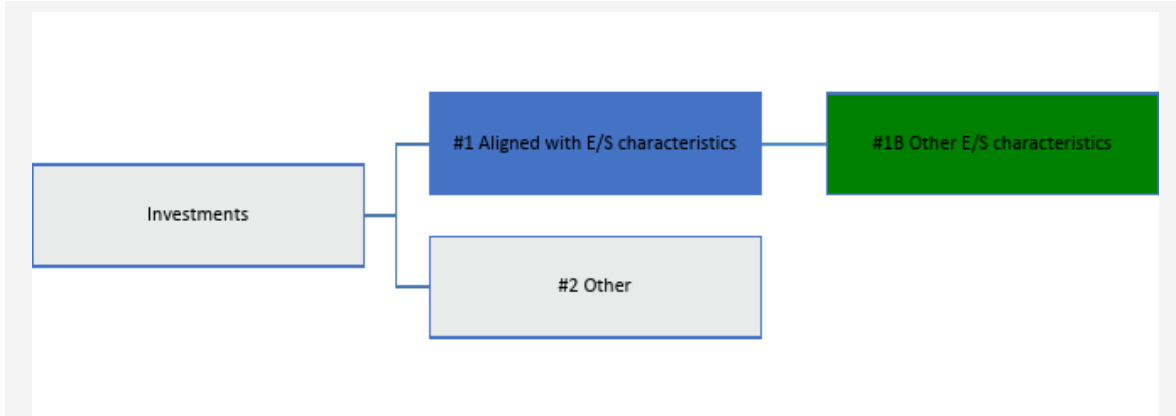 #1 Aligned with E/S characteristics
#1B Other E/S characteristics
Investments
#2 Other